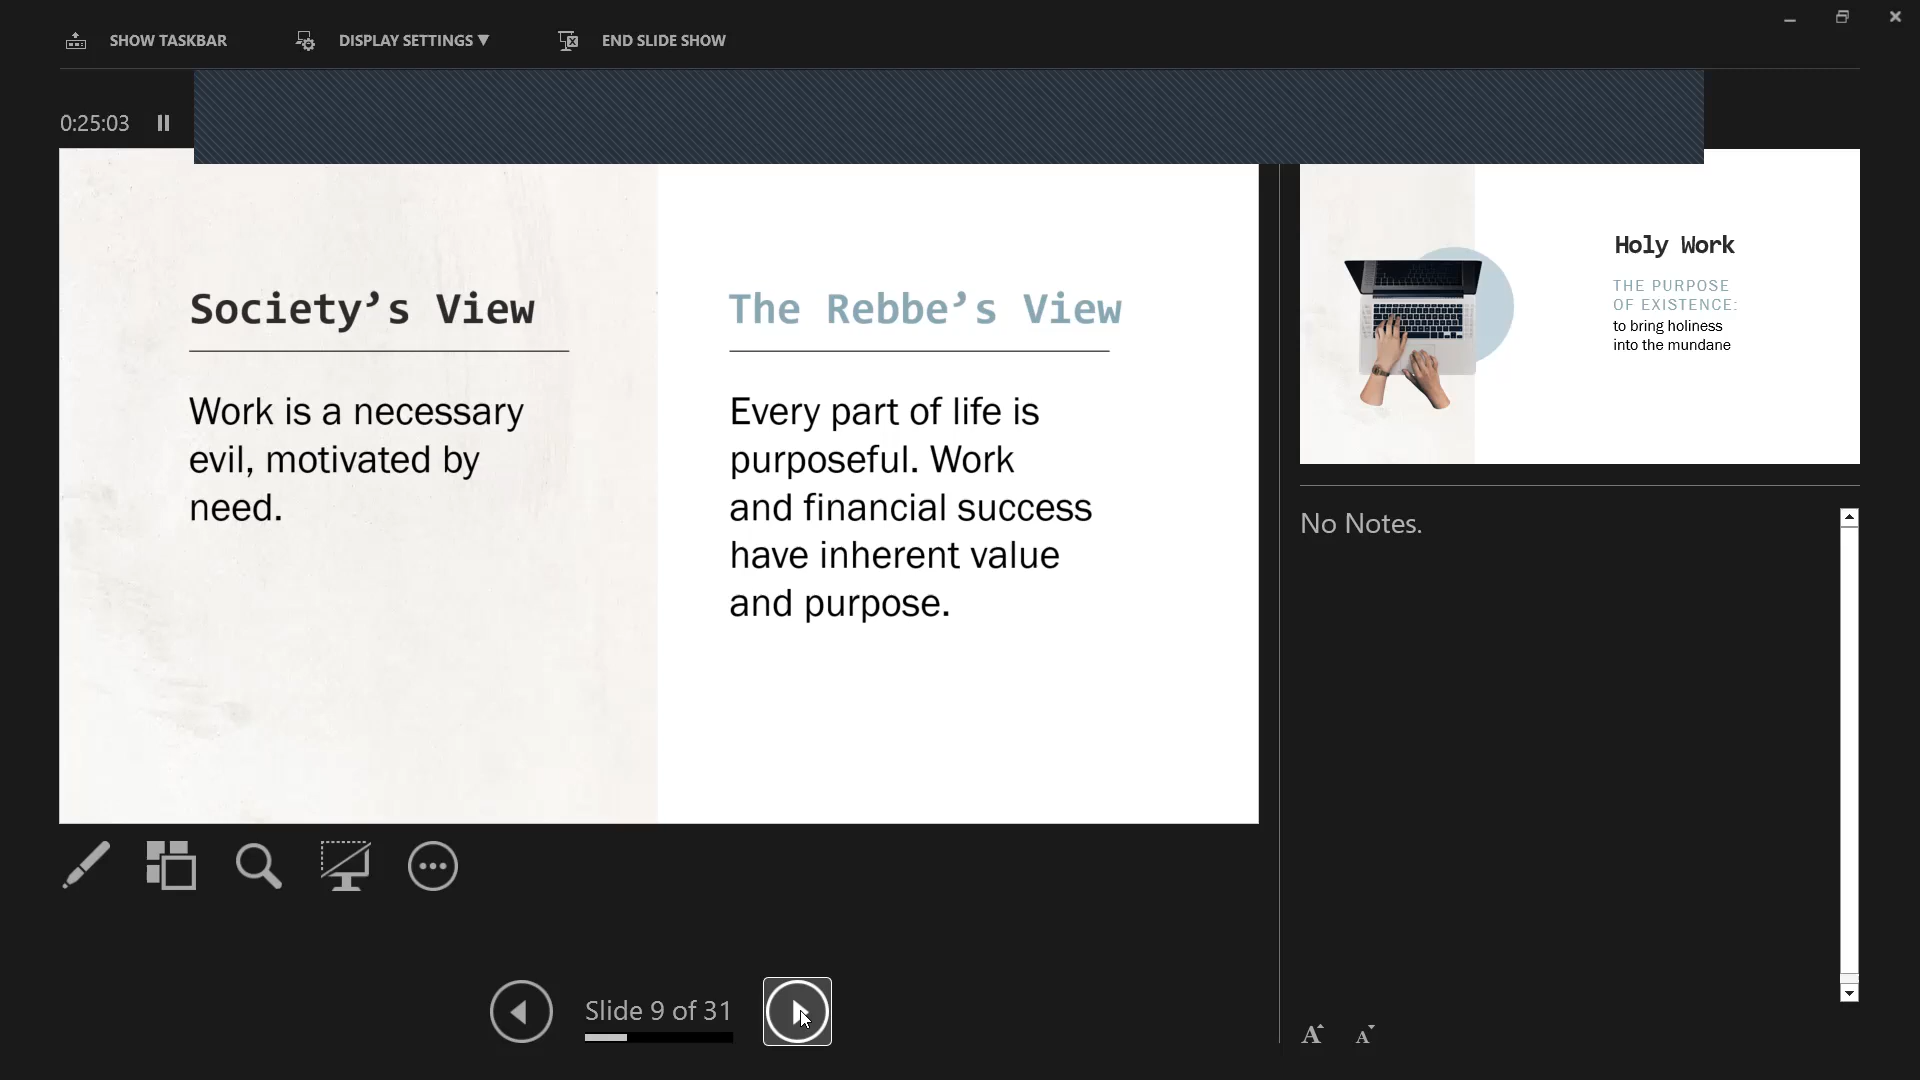 SHOW TASKBAR
DISPLAY SETTINGS ▼
END SLIDE SHOW
0:25:03
Society’s View
Work is a necessary
evil, motivated by
need.
The Rebbe’s View
Every part of life is
purposeful. Work
and financial success
have inherent value
and purpose.
Holy Work
THE PURPOSE
OF EXISTENCE:
to bring holiness
into the mundane
No Notes.
Slide 9 of 31
A A